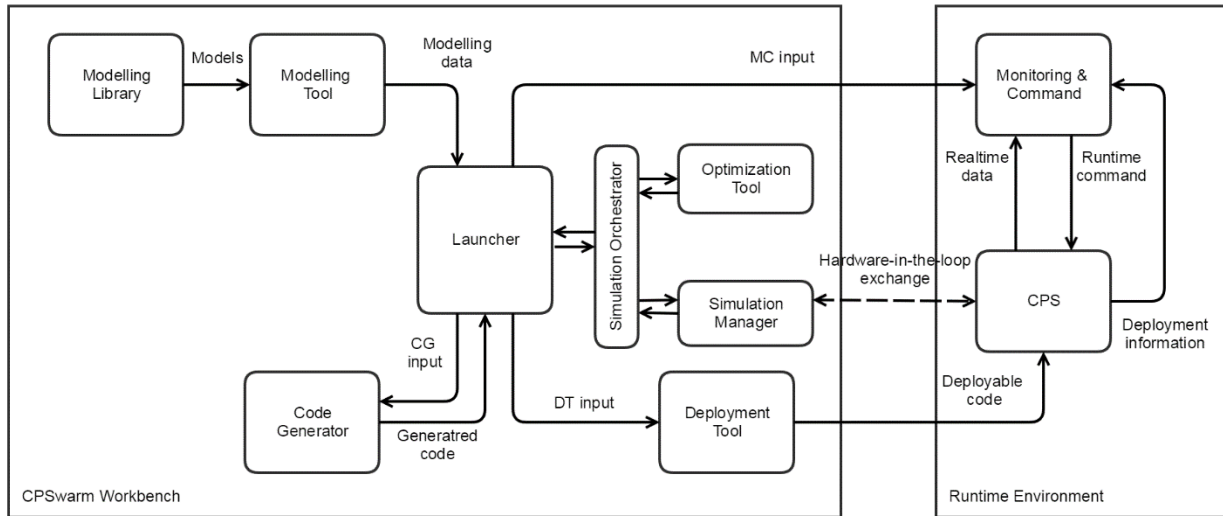 Modelling
Library
Models
Modelling
Tool
Modelling
data
MC input
Monitoring &
Command
Realtime
data
Runtime
command
Launcher
Simulation Orchestrator
Optimization
Tool
Simulation
Manager
Hardware-in-the-loop
exchange
CPS
Deployment
information
CG
input
Code
Generator
Generatred
code
DT input
Deployment
Tool
Deployable
code
CPSwarm Workbench
Runtime Environment